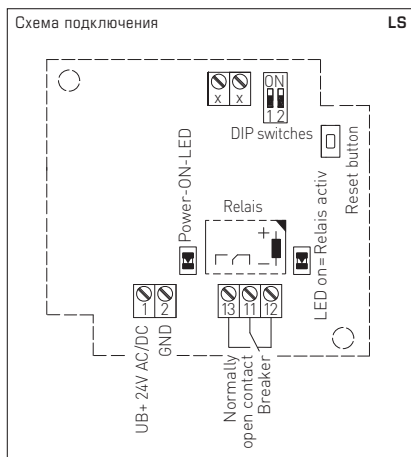 Схема подключения
LS
ON
x x
1 2
DIP switches
Reset button
Power-ON-LED
Relais
+
–
LED on = Relais activ
1 2
13 11 12
UB+ 24V AC/DC
GND
Normally
open contact
Breaker